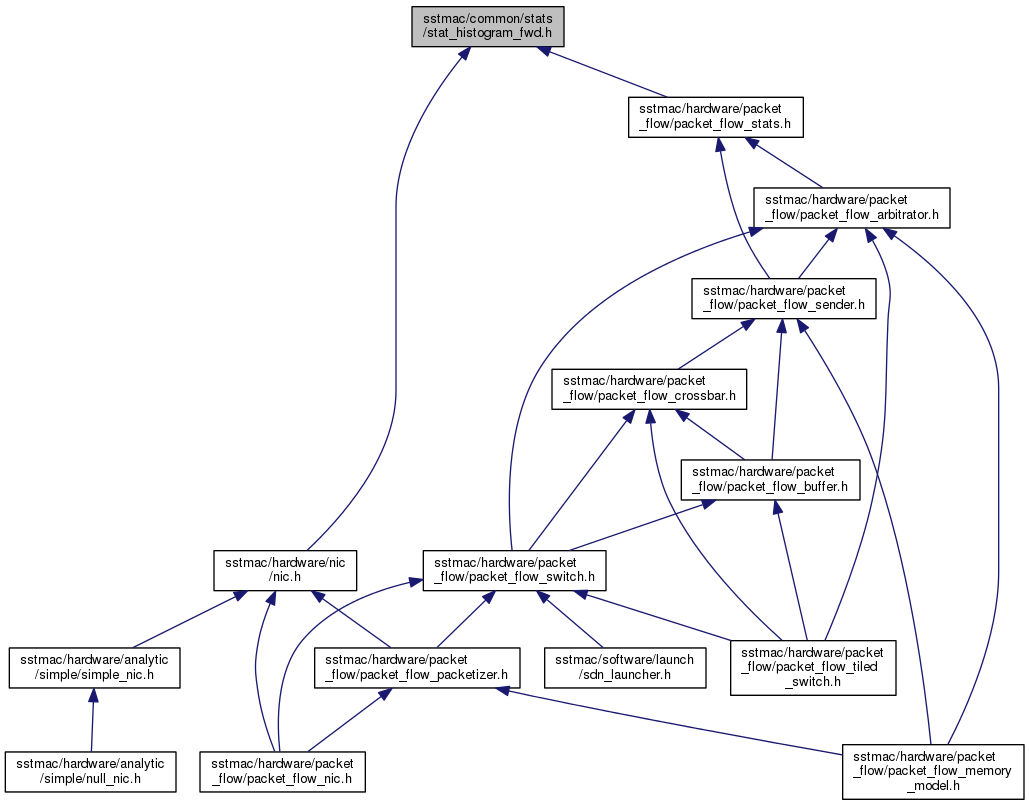 sstmac/common/stats
/stat_histogram_fwd.h
sstmac/hardware/packet
_flow/packet_flow_stats.h
sstmac/hardware/packet
_flow/packet_flow_arbitrator.h
sstmac/hardware/packet
_flow/packet_flow_sender.h
sstmac/hardware/packet
_flow/packet_flow_crossbar.h
sstmac/hardware/packet
_flow/packet_flow_buffer.h
sstmac/hardware/nic
/nic.h
sstmac/hardware/packet
_flow/packet_flow_switch.h
sstmac/hardware/analytic
/simple/simple_nic.h
sstmac/hardware/packet
_flow/packet_flow_packetizer.h
sstmac/software/launch
/sdn_launcher.h
sstmac/hardware/packet
_flow/packet_flow_tiled
_switch.h
sstmac/hardware/analytic
/simple/null_nic.h
sstmac/hardware/packet
_flow/packet_flow_nic.h
sstmac/hardware/packet
_flow/packet_flow_memory
_model.h